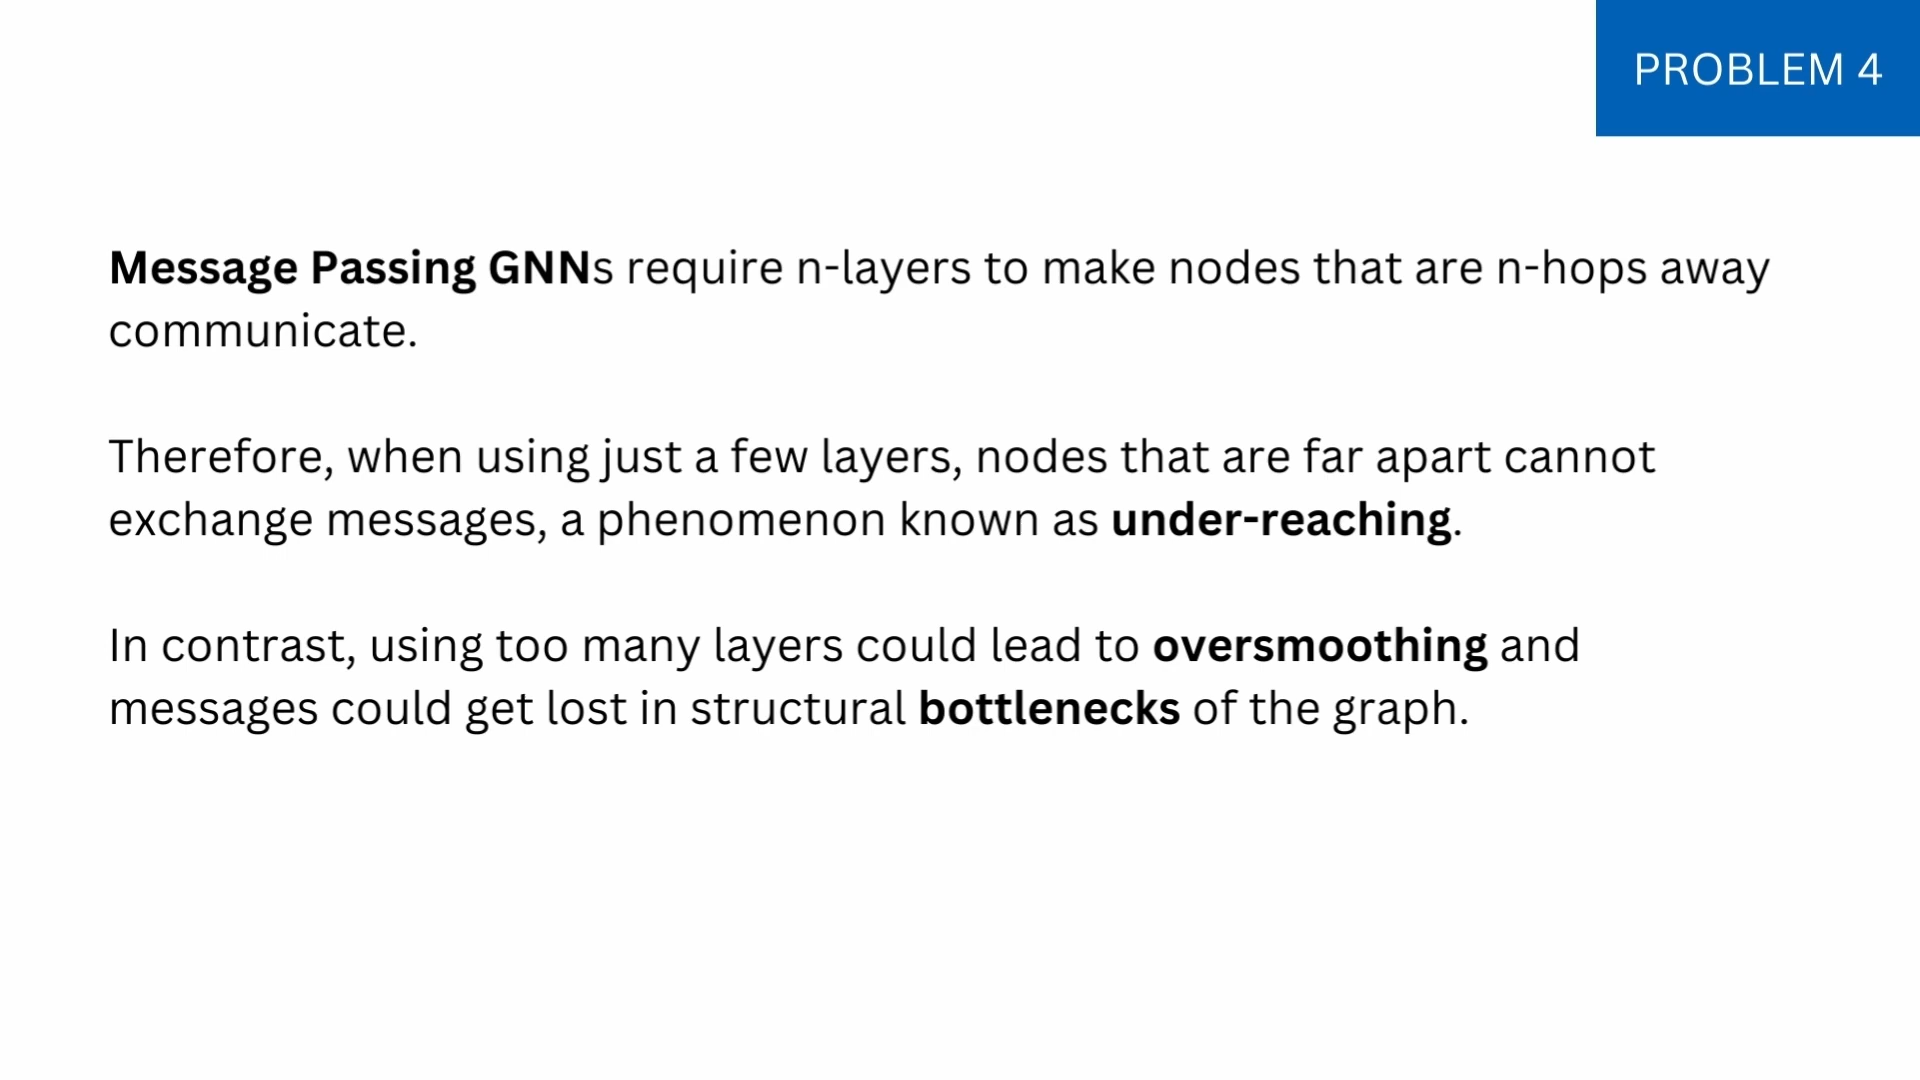 PROBLEM 4
Message Passing GNNs require n-layers to make nodes that are n-hops away
communicate.
Therefore, when using just a few layers, nodes that are far apart cannot
exchange messages, a phenomenon known as under-reaching.
In contrast, using too many layers could lead to oversmoothing and
messages could get lost in structural bottlenecks of the graph.